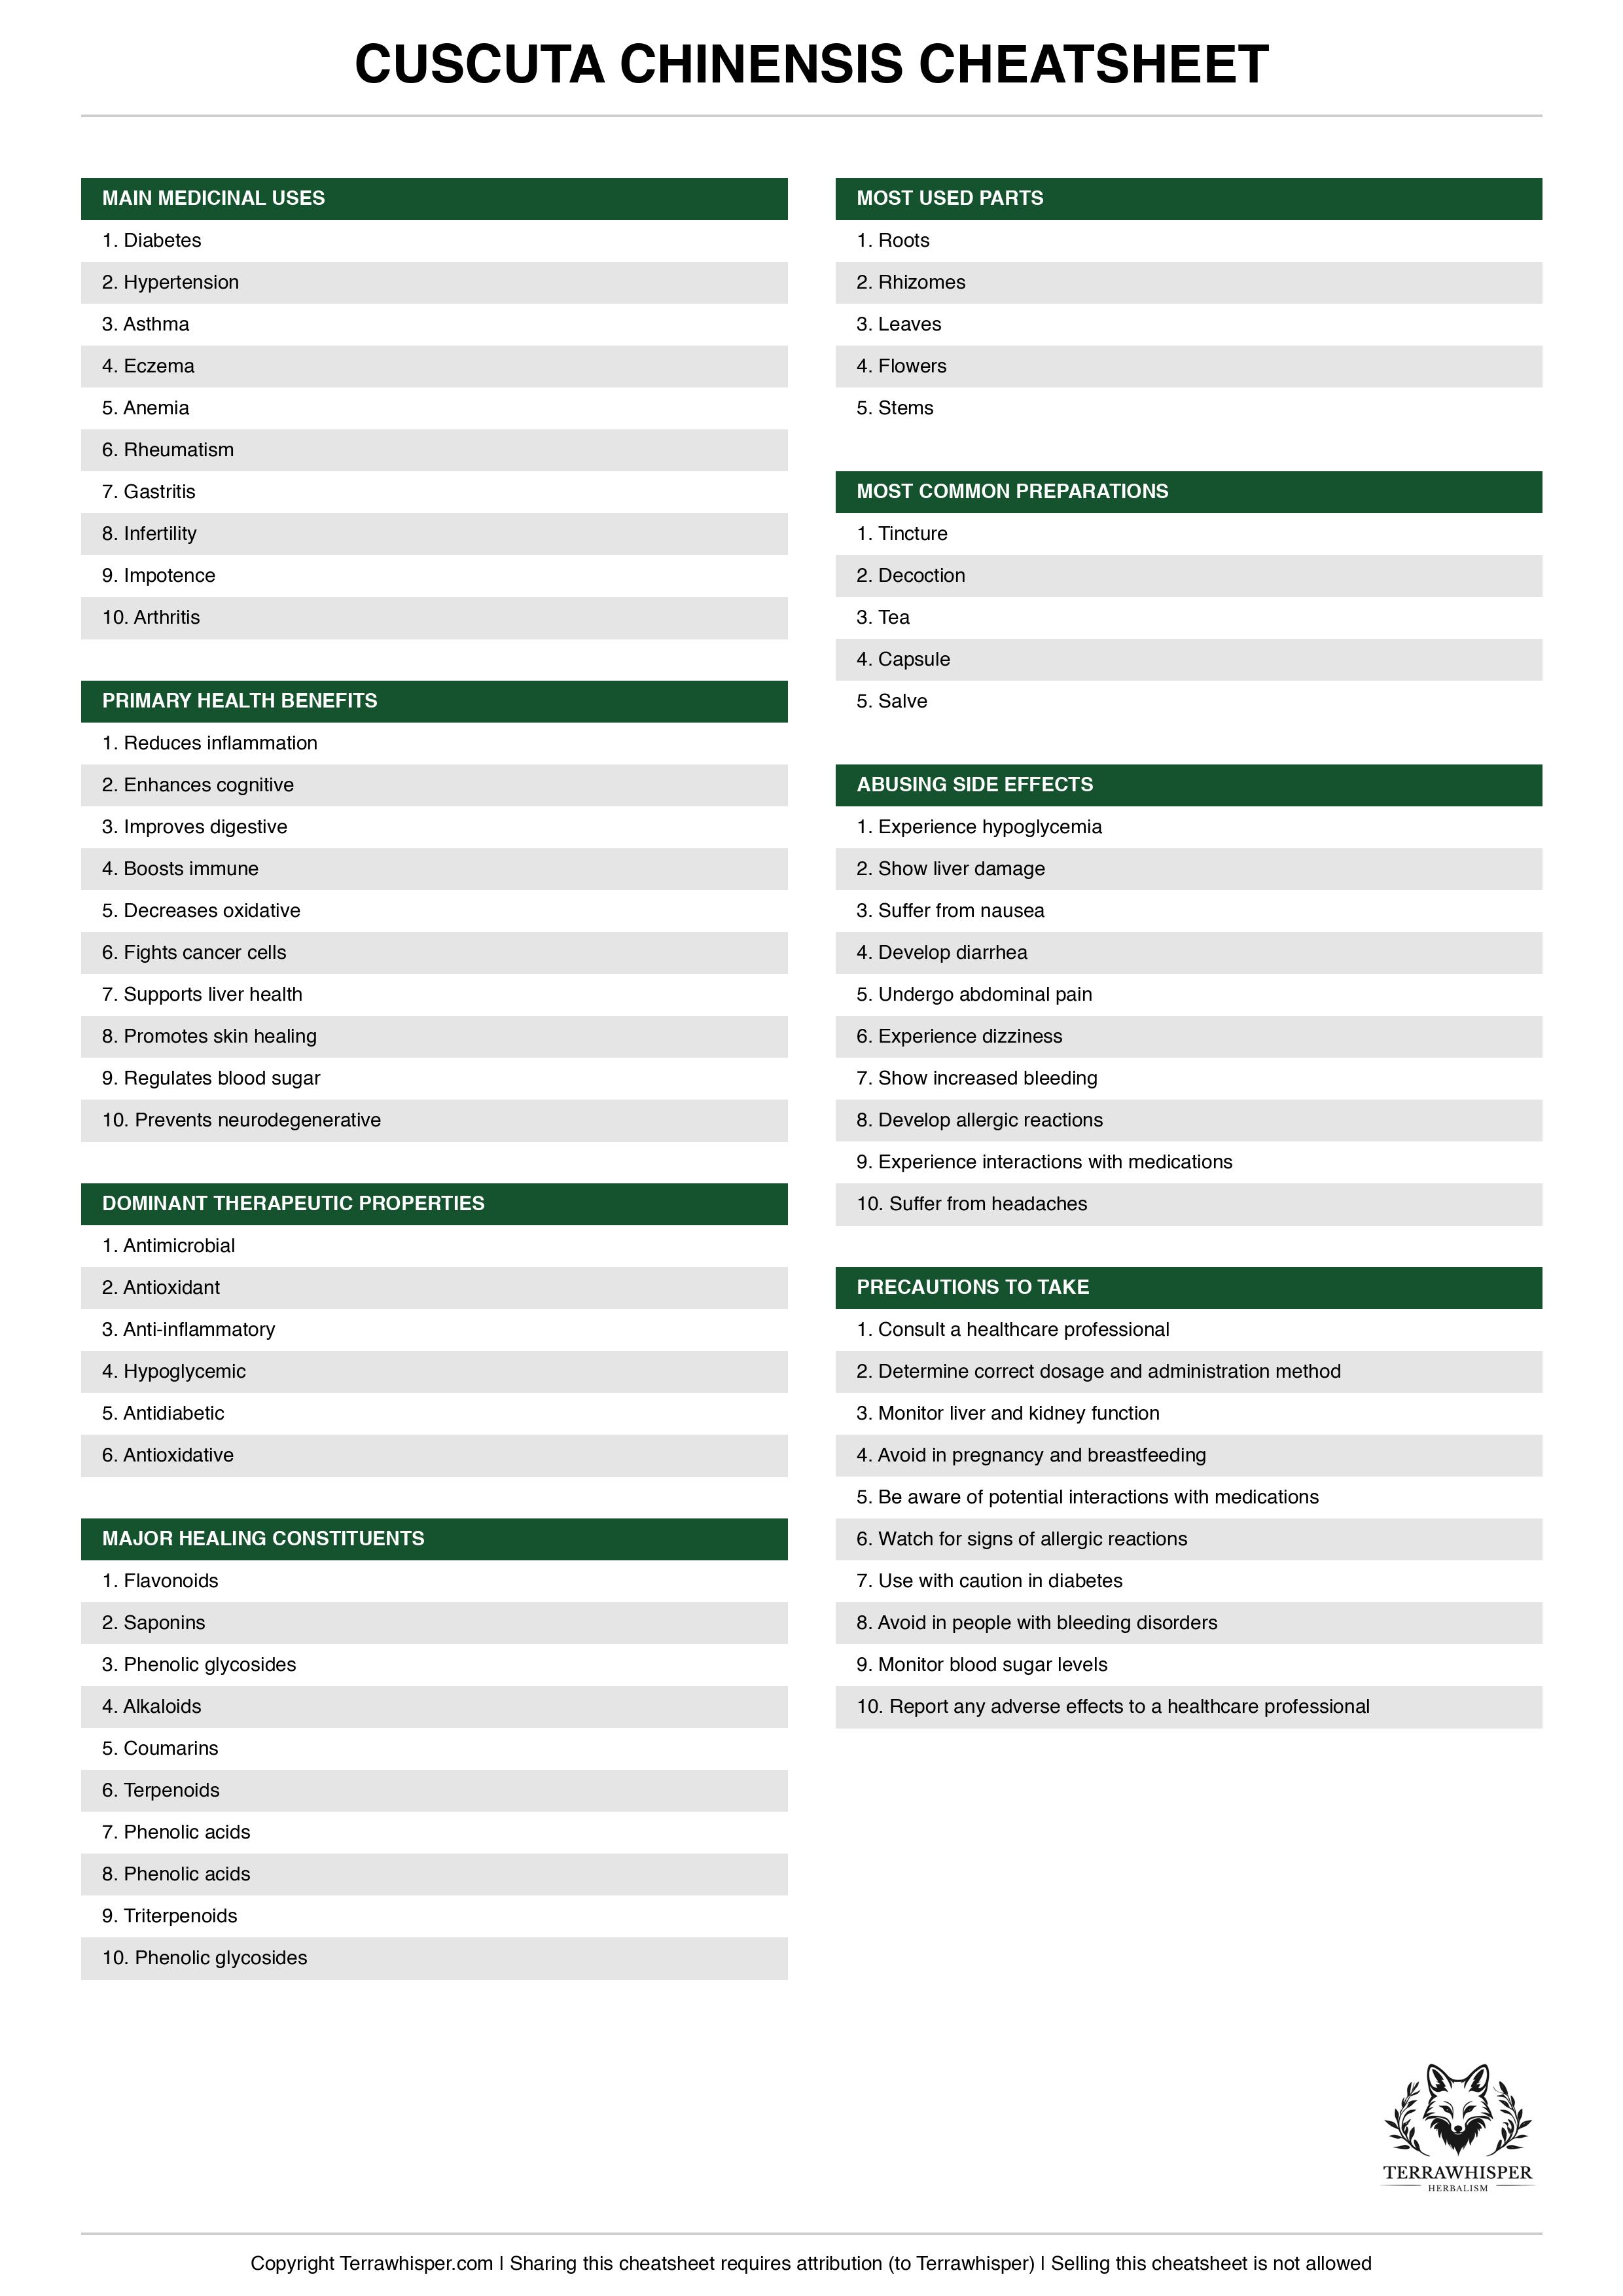 CUSCUTA CHINENSIS CHEATSHEET
MAIN MEDICINAL USES
1. Diabetes
2. Hypertension
3. Asthma
4. Eczema
5. Anemia
6. Rheumatism
7. Gastritis
8. Infertility
9. Impotence
10. Arthritis
PRIMARY HEALTH BENEFITS
1. Reduces inflammation
2. Enhances cognitive
3. Improves digestive
4. Boosts immune
5. Decreases oxidative
6. Fights cancer cells
7. Supports liver health
8. Promotes skin healing
9. Regulates blood sugar
10. Prevents neurodegenerative
DOMINANT THERAPEUTIC PROPERTIES
1. Antimicrobial
2. Antioxidant
3. Anti-inflammatory
4. Hypoglycemic
5. Antidiabetic
6. Antioxidative
MAJOR HEALING CONSTITUENTS
1. Flavonoids
2. Saponins
3. Phenolic glycosides
4. Alkaloids
5. Coumarins
6. Terpenoids
7. Phenolic acids
8. Phenolic acids
9. Triterpenoids
10. Phenolic glycosides
MOST USED PARTS
1. Roots
2. Rhizomes
3. Leaves
4. Flowers
5. Stems
MOST COMMON PREPARATIONS
1. Tincture
2. Decoction
3. Tea
4. Capsule
5. Salve
ABUSING SIDE EFFECTS
1. Experience hypoglycemia
2. Show liver damage
3. Suffer from nausea
4. Develop diarrhea
5. Undergo abdominal pain
6. Experience dizziness
7. Show increased bleeding
8. Develop allergic reactions
9. Experience interactions with medications
10. Suffer from headaches
PRECAUTIONS TO TAKE
1. Consult a healthcare professional
2. Determine correct dosage and administration method
3. Monitor liver and kidney function
4. Avoid in pregnancy and breastfeeding
5. Be aware of potential interactions with medications
6. Watch for signs of allergic reactions
7. Use with caution in diabetes
8. Avoid in people with bleeding disorders
9. Monitor blood sugar levels
10. Report any adverse effects to a healthcare professional
TERRAWHISPER
HERBALISM
Copyright Terrawhisper.com | Sharing this cheatsheet requires attribution (to Terrawhisper) | Selling this cheatsheet is not allowed